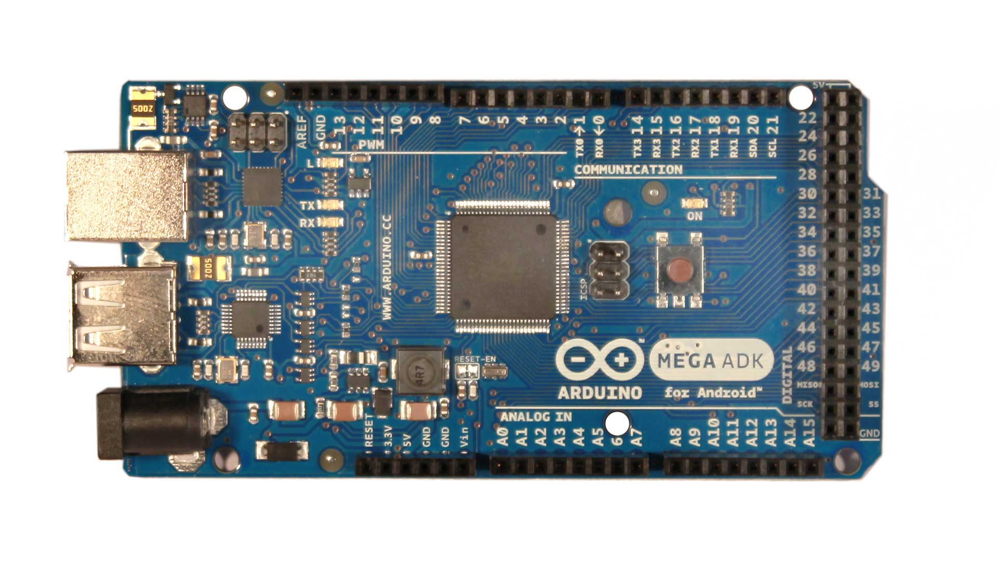 5V
500Z
AREF
GND
13
12
11
10
9
8
7
6
5
4
3
2
TX0→1
RX0←0
TX3 14
RX3 15
TX2 16
RX2 17
TX1 18
RX1 19
SDA 20
SCL 21
PWM
COMMUNICATION
L
TX
RX
ON
22
24
26
28
30 31
32 33
34 35
36 37
38 39
40 41
42 43
44 45
46 47
48 49
MISO MOSI
SCK SS
GND
DIGITAL
WWW.ARDUINO.CC
ICSP
500Z
4R7
RESET-EN
™
MEGA ADK
ARDUINO
for Android™
ANALOG IN
RESET
3.3V
5V
GND
GND
Vin
A0
A1
A2
A3
A4
A5
6
A7
A8
A9
A10
A11
A12
A13
A14
A15